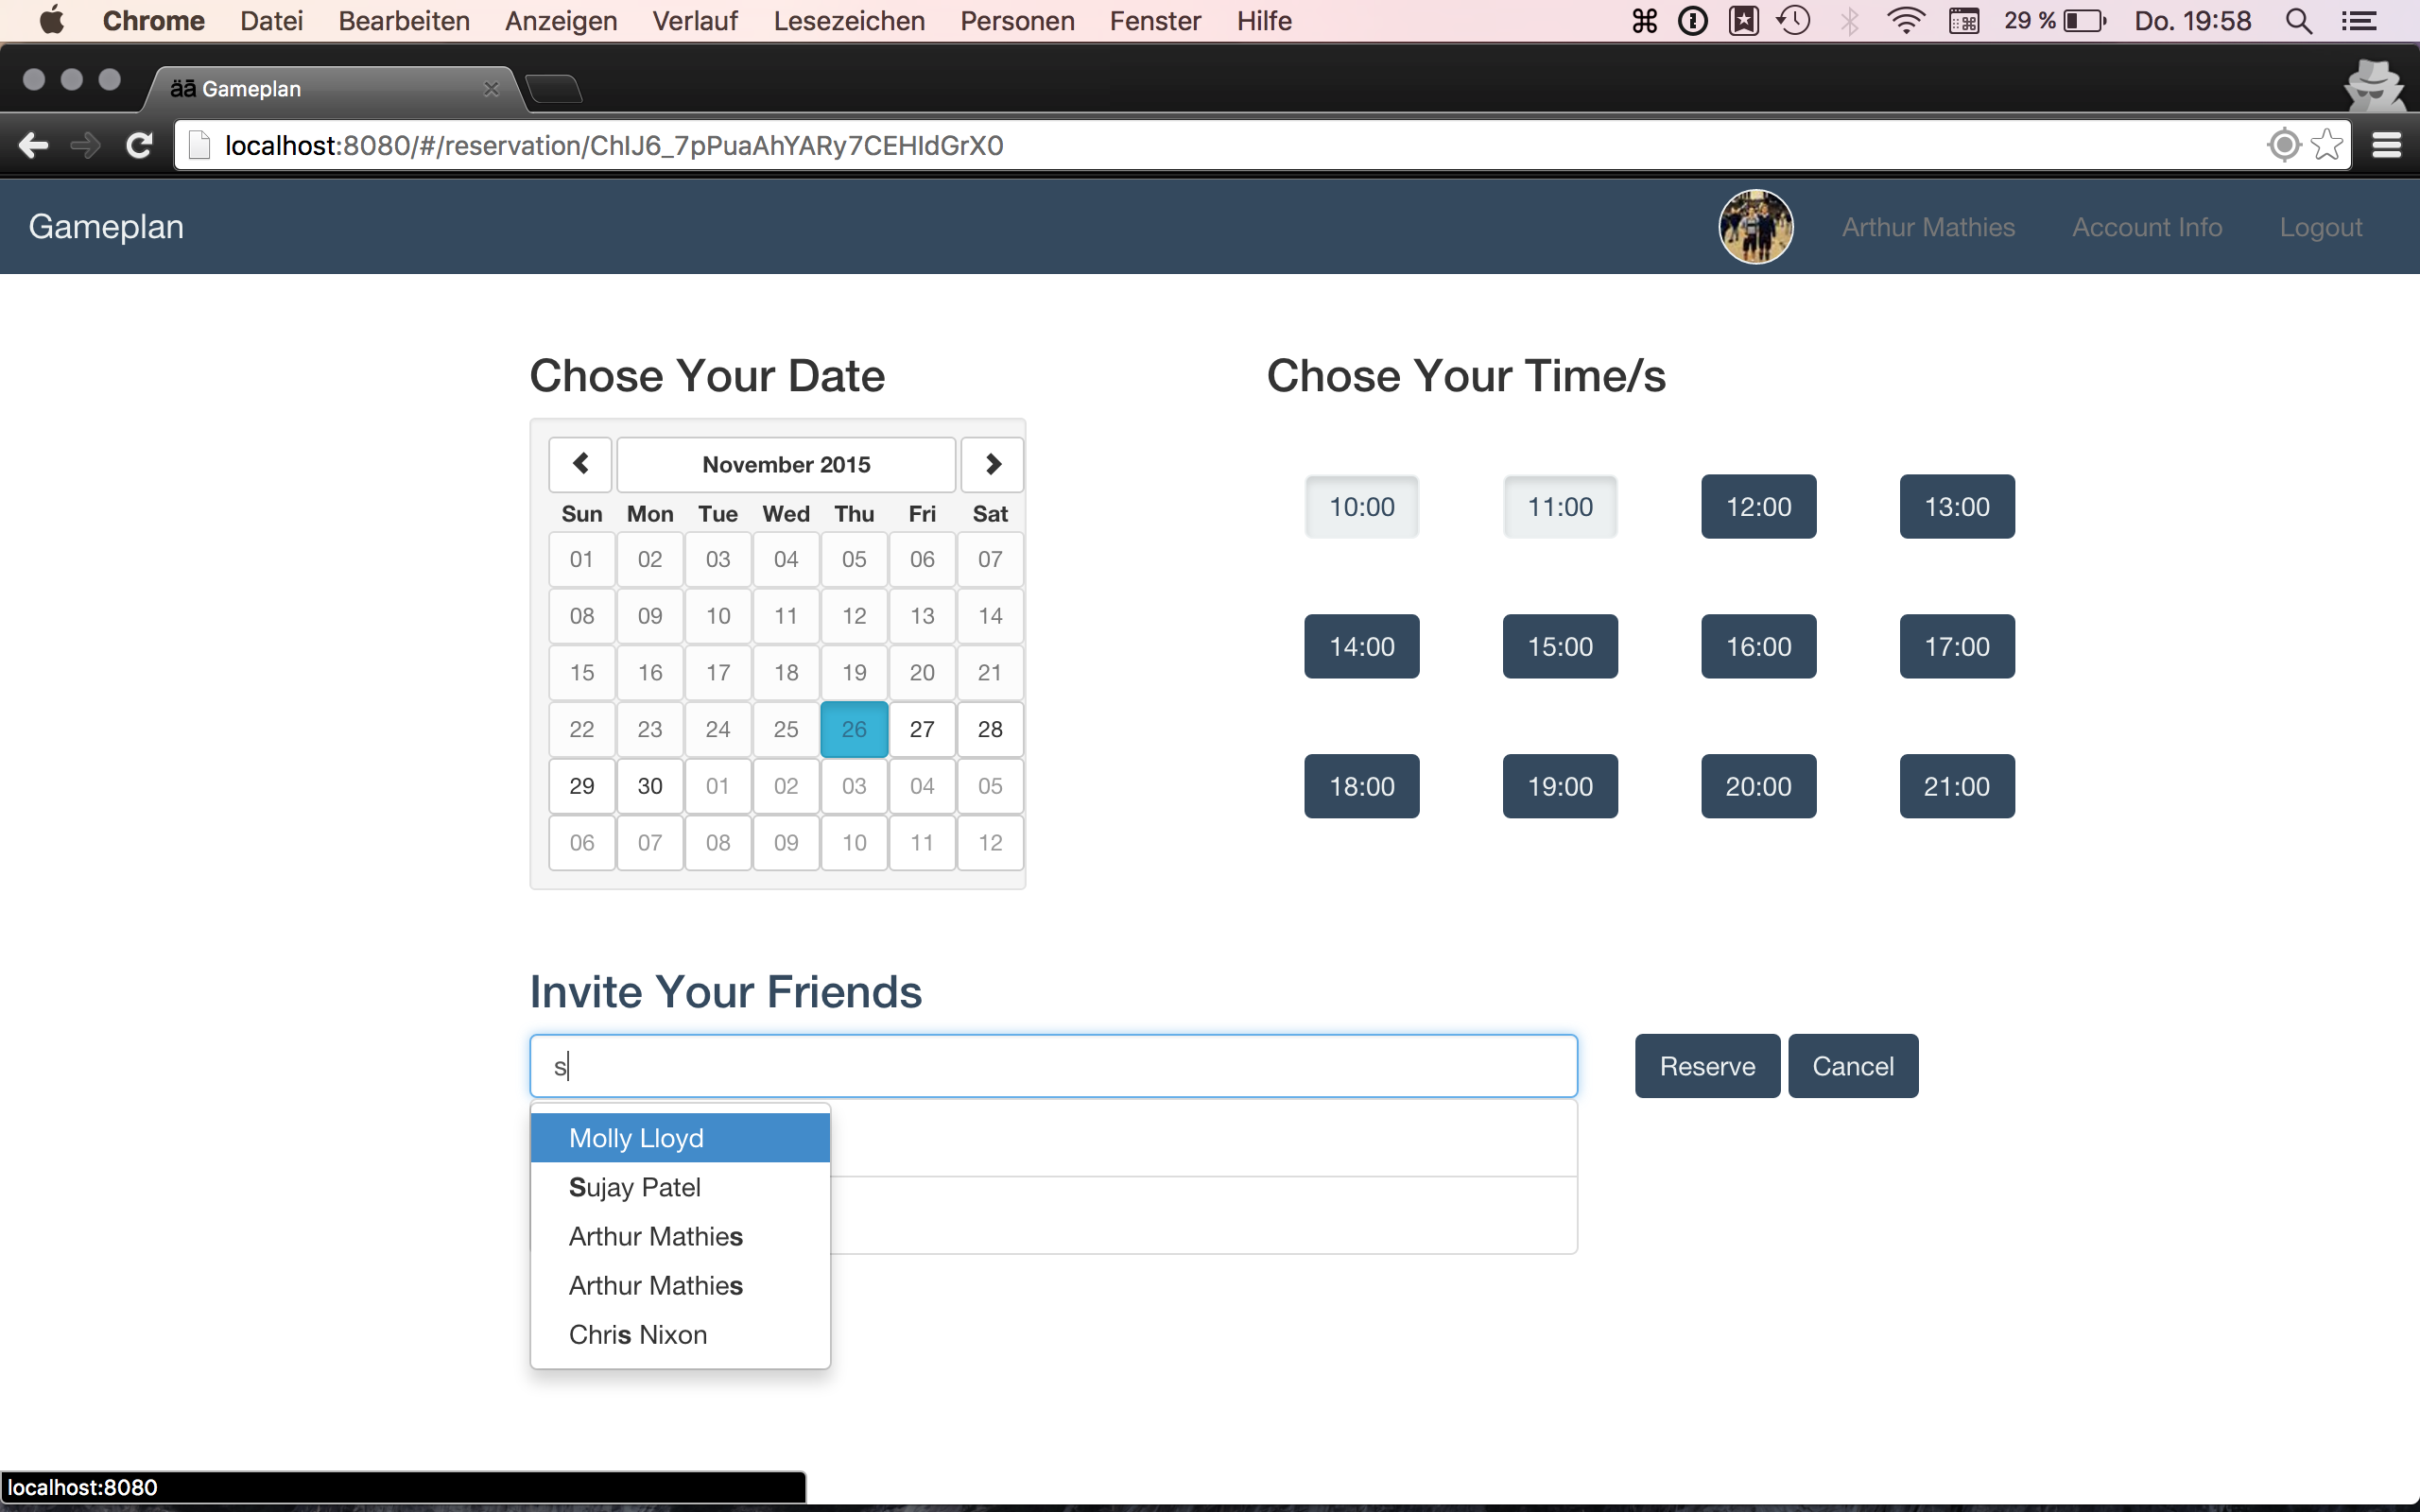 Chrome Datei Bearbeiten Anzeigen Verlauf Lesezeichen Personen Fenster Hilfe 29 % Do. 19:58
äā Gameplan
localhost:8080/#/reservation/ChIJ6_7pPuaAhYARy7CEHIdGrX0
Gameplan Arthur Mathies Account Info Logout
Chose Your Date
November 2015
Sun Mon Tue Wed Thu Fri Sat
01 02 03 04 05 06 07
08 09 10 11 12 13 14
15 16 17 18 19 20 21
22 23 24 25 26 27 28
29 30 01 02 03 04 05
06 07 08 09 10 11 12
Chose Your Time/s
10:00 11:00 12:00 13:00
14:00 15:00 16:00 17:00
18:00 19:00 20:00 21:00
Invite Your Friends
s
Reserve Cancel
Molly Lloyd
Sujay Patel
Arthur Mathies
Arthur Mathies
Chris Nixon
localhost:8080